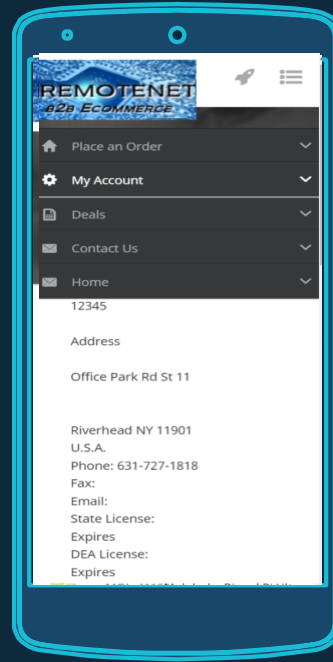 REMOTENET
B2B ECOMMERCE
Place an Order
My Account
Deals
Contact Us
Home
12345
Address
Office Park Rd St 11
Riverhead NY 11901
U.S.A.
Phone: 631-727-1818
Fax:
Email:
State License:
Expires
DEA License:
Expires